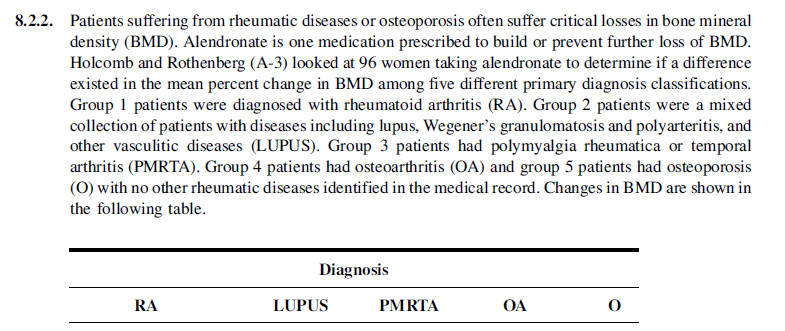 8.2.2. Patients suffering from rheumatic diseases or osteoporosis often suffer critical losses in bone mineral
density (BMD). Alendronate is one medication prescribed to build or prevent further loss of BMD.
Holcomb and Rothenberg (A-3) looked at 96 women taking alendronate to determine if a difference
existed in the mean percent change in BMD among five different primary diagnosis classifications.
Group 1 patients were diagnosed with rheumatoid arthritis (RA). Group 2 patients were a mixed
collection of patients with diseases including lupus, Wegener's granulomatosis and polyarteritis, and
other vasculitic diseases (LUPUS). Group 3 patients had polymyalgia rheumatica or temporal
arthritis (PMRTA). Group 4 patients had osteoarthritis (OA) and group 5 patients had osteoporosis
(O) with no other rheumatic diseases identified in the medical record. Changes in BMD are shown in
the following table.
Diagnosis
RA LUPUS PMRTA OA O